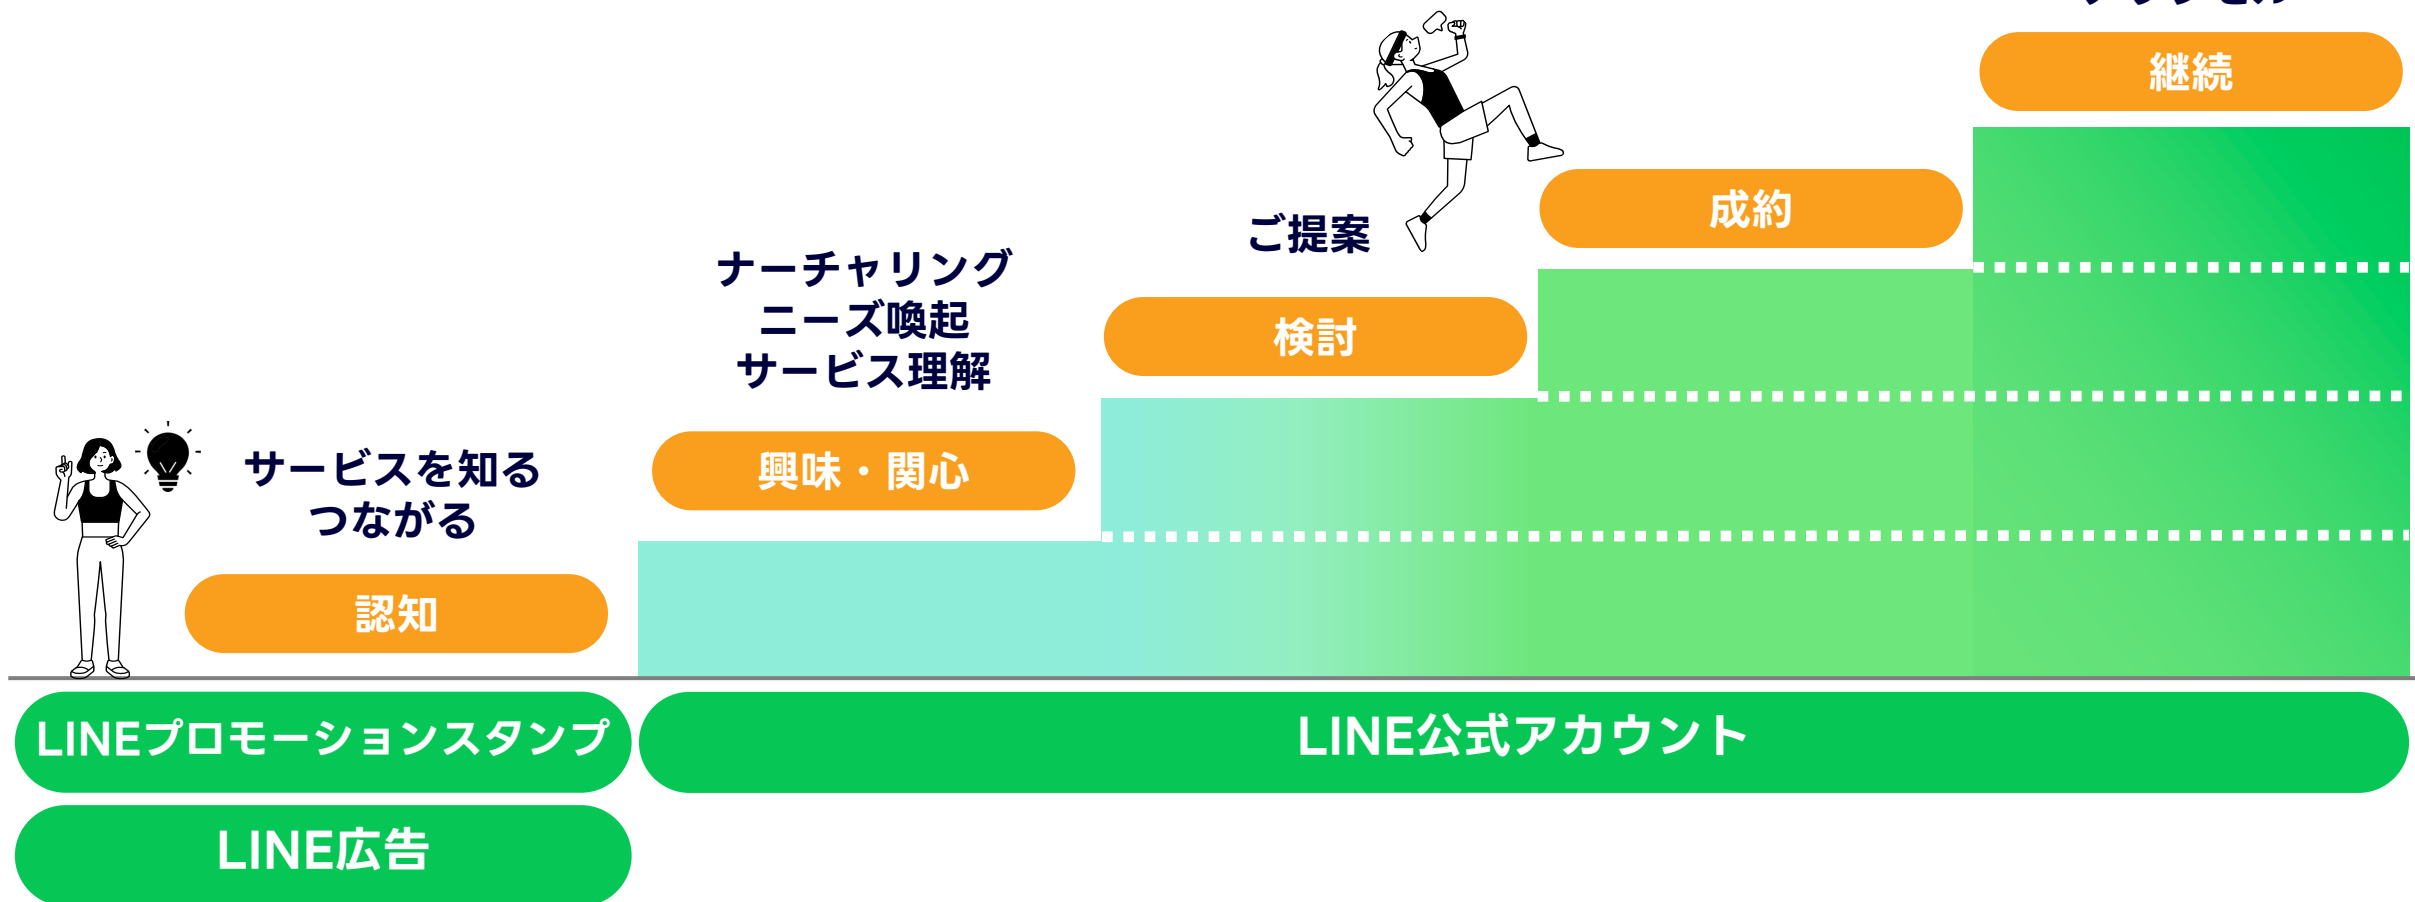 継続
成約
ご提案
検討
ナーチャリング
ニーズ喚起
サービス理解
興味・関心
サービスを知る
つながる
認知
LINEプロモーションスタンプ
LINE公式アカウント
LINE広告